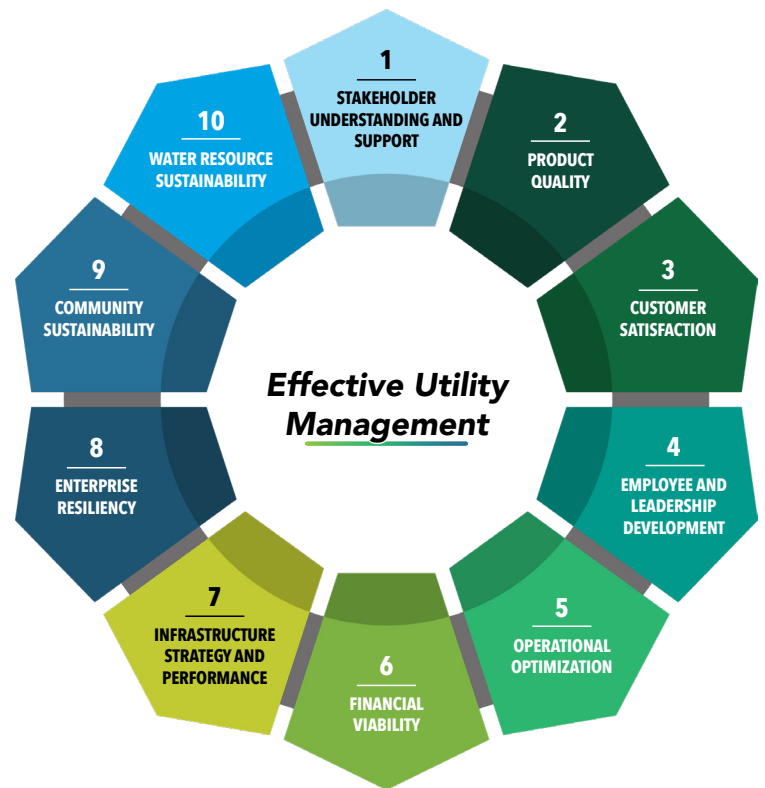 1
STAKEHOLDER
UNDERSTANDING AND
SUPPORT
2
PRODUCT
QUALITY
3
CUSTOMER
SATISFACTION
4
EMPLOYEE AND
LEADERSHIP
DEVELOPMENT
5
OPERATIONAL
OPTIMIZATION
6
FINANCIAL
VIABILITY
7
INFRASTRUCTURE
STRATEGY AND
PERFORMANCE
8
ENTERPRISE
RESILIENCY
9
COMMUNITY
SUSTAINABILITY
10
WATER RESOURCE
SUSTAINABILITY
Effective Utility
Management